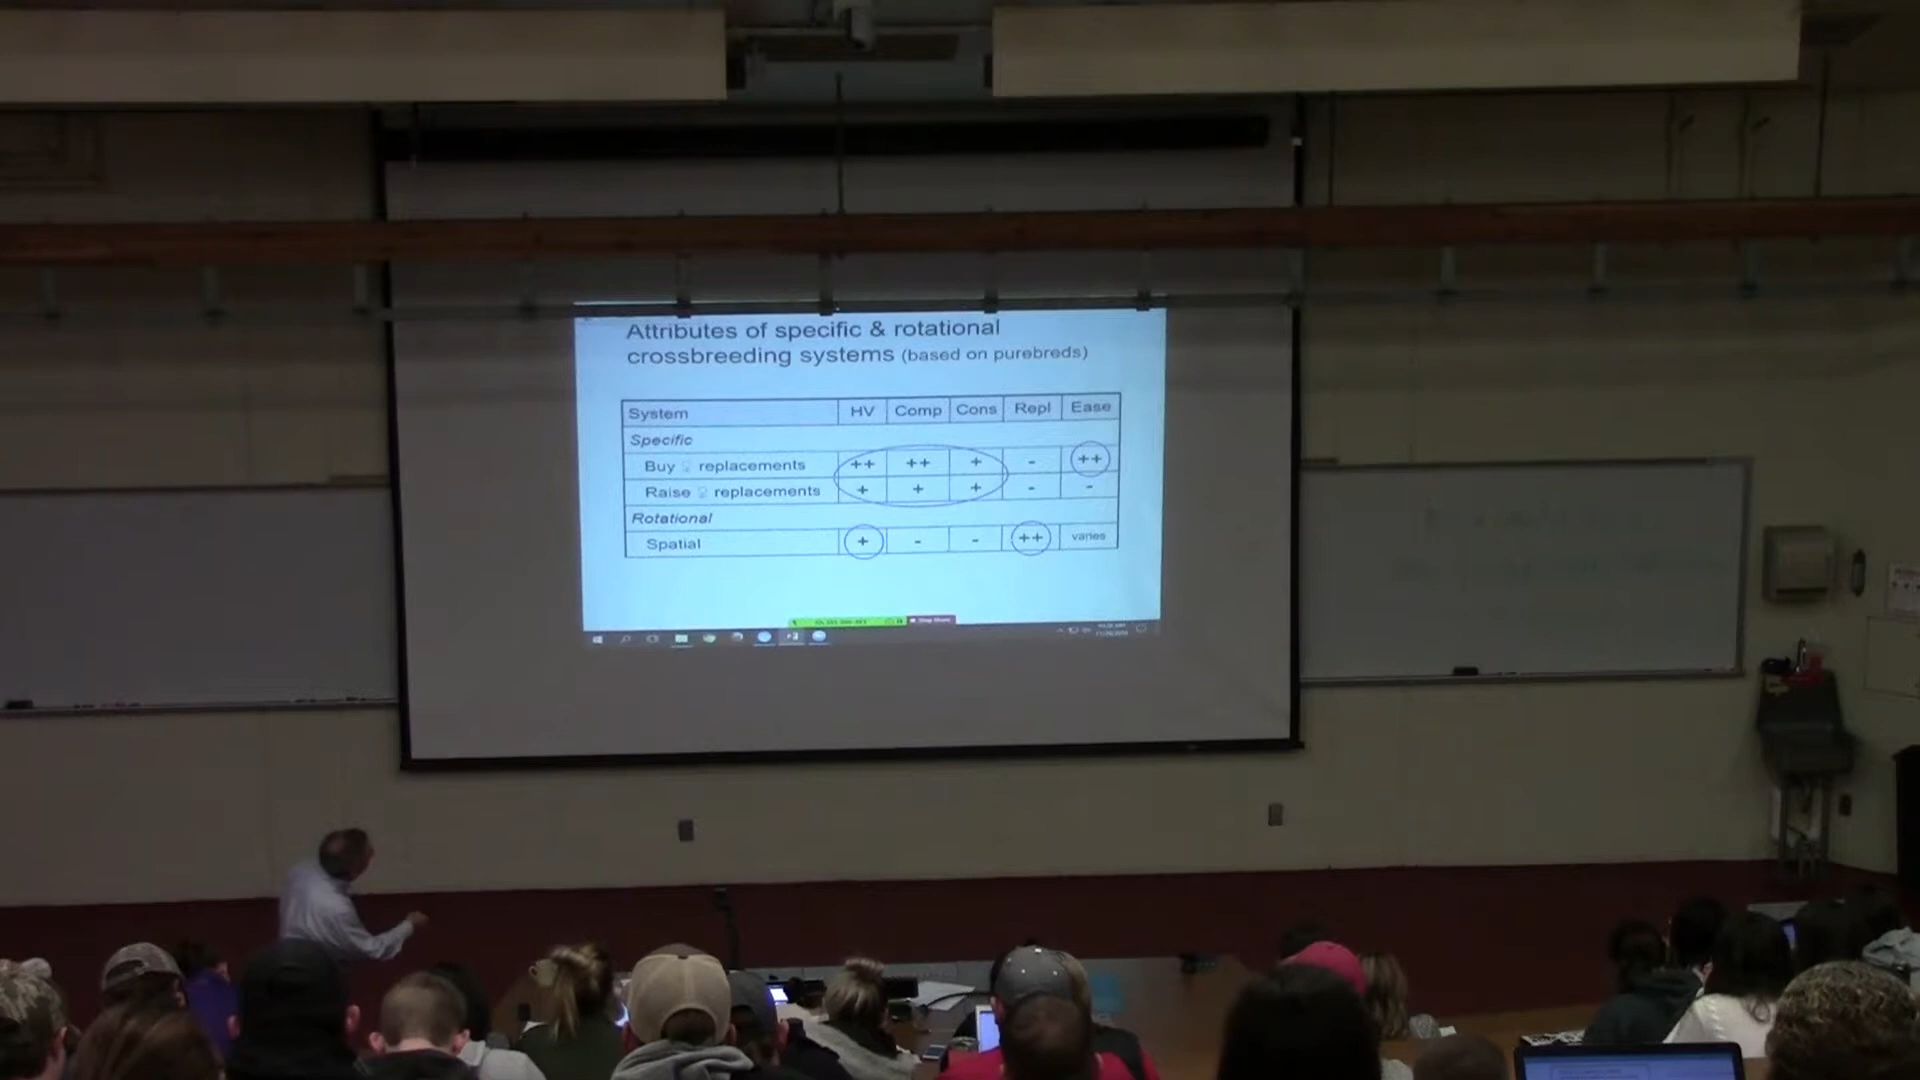 Attributes of specific & rotational
crossbreeding systems (based on purebreds)
System HV Comp Cons Repl Ease
Specific
Buy ♀ replacements ++ ++ + - ++
Raise ♀ replacements + + + - -
Rotational
Spatial + - - ++ varies